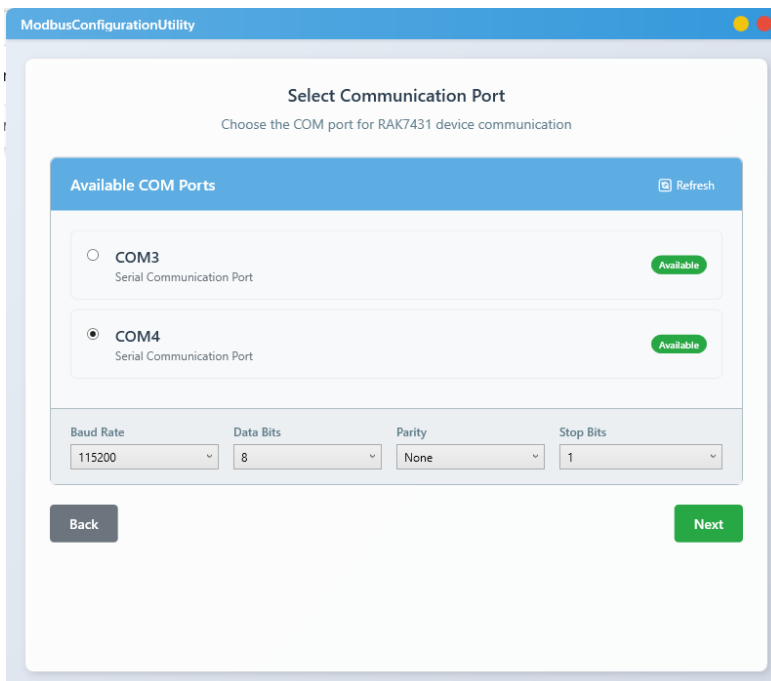 ModbusConfigurationUtility
Select Communication Port
Choose the COM port for RAK7431 device communication
Available COM Ports
Refresh
COM3
Serial Communication Port
Available
COM4
Serial Communication Port
Available
Baud Rate Data Bits Parity Stop Bits
115200 8 None 1
Back Next